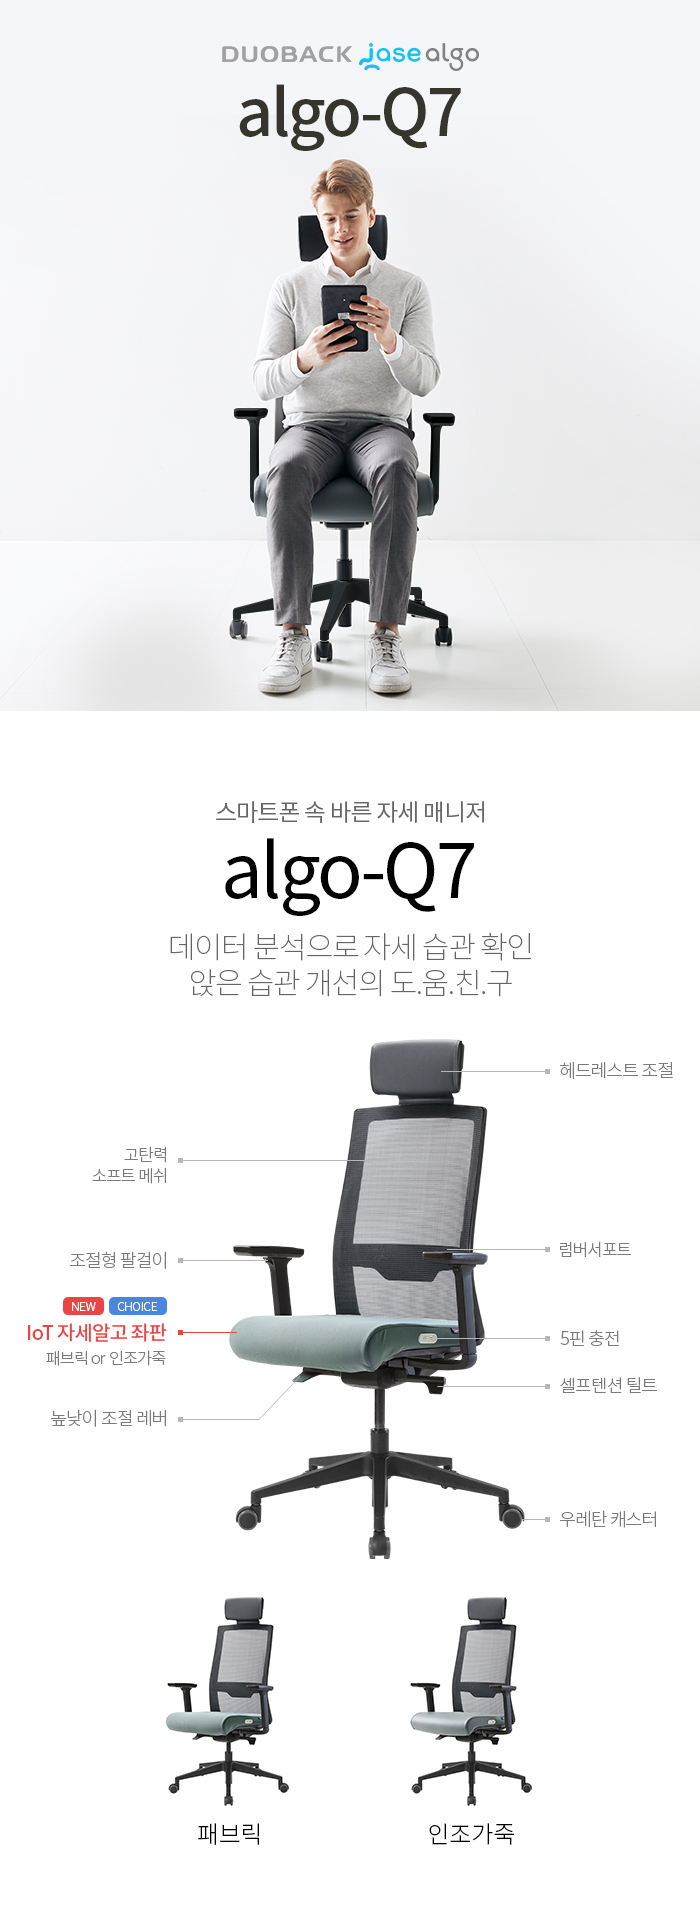 DUOBACK jase algo
algo-Q7
스마트폰 속 바른 자세 매니저
algo-Q7
데이터 분석으로 자세 습관 확인
앉은 습관 개선의 도.움.친.구
헤드레스트 조절
고탄력
소프트 메쉬
럼버서포트
조절형 팔걸이
NEW CHOICE
IoT 자세알고 좌판
패브릭 or 인조가죽
5핀 충전
셀프텐션 틸트
높낮이 조절 레버
우레탄 캐스터
패브릭
인조가죽